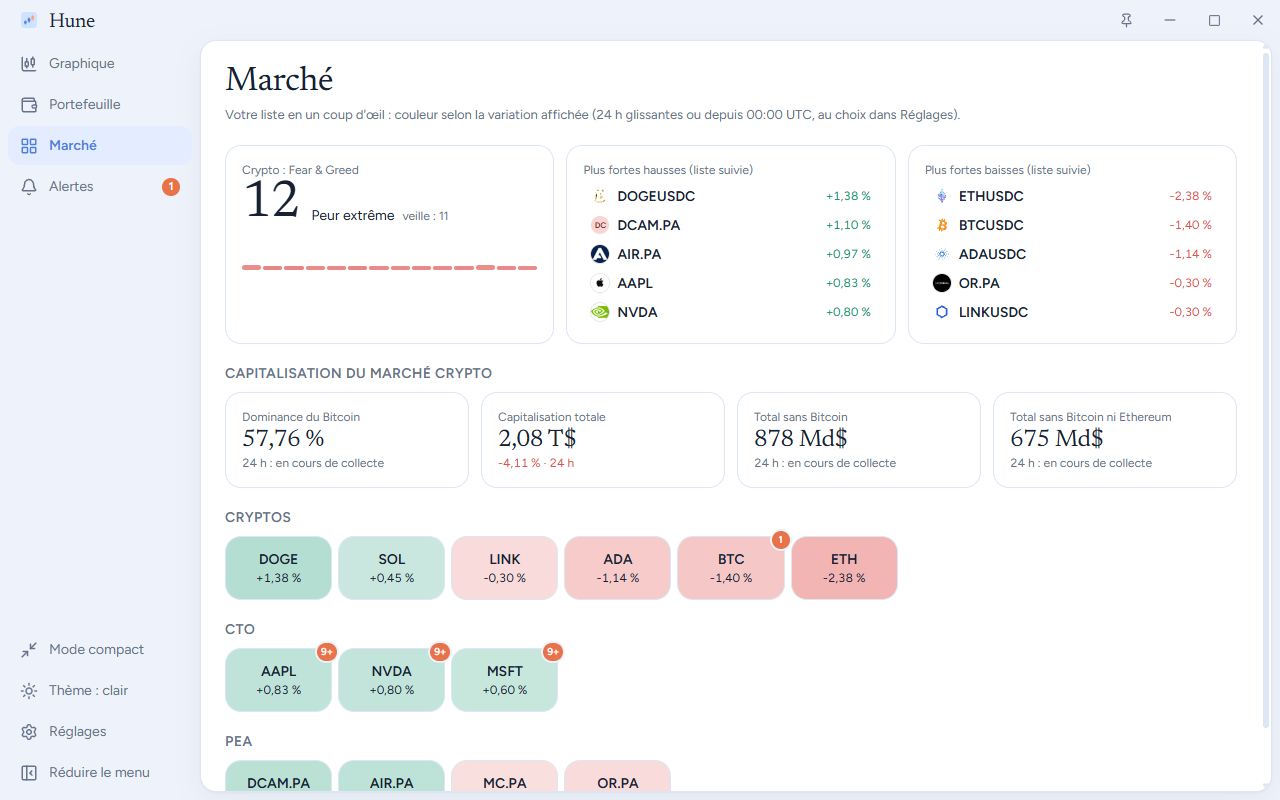 Hune
Graphique
Portefeuille
Marché
Alertes 1
Mode compact
Thème : clair
Réglages
Réduire le menu
Marché
Votre liste en un coup d'œil : couleur selon la variation affichée (24 h glissantes ou depuis 00:00 UTC, au choix dans Réglages).
Crypto : Fear & Greed
12 Peur extrême veille : 11
Plus fortes hausses (liste suivie)
DOGEUSDC +1,38 %
DC DCAM.PA +1,10 %
AIR.PA +0,97 %
AAPL +0,83 %
NVDA +0,80 %
Plus fortes baisses (liste suivie)
ETHUSDC -2,38 %
BTCUSDC -1,40 %
ADAUSDC -1,14 %
OR.PA -0,30 %
LINKUSDC -0,30 %
CAPITALISATION DU MARCHÉ CRYPTO
Dominance du Bitcoin
57,76 %
24 h : en cours de collecte
Capitalisation totale
2,08 T$
-4,11 % · 24 h
Total sans Bitcoin
878 Md$
24 h : en cours de collecte
Total sans Bitcoin ni Ethereum
675 Md$
24 h : en cours de collecte
CRYPTOS
DOGE
+1,38 %
SOL
+0,45 %
LINK
-0,30 %
ADA
-1,14 %
1
BTC
-1,40 %
ETH
-2,38 %
CTO
9+
AAPL
+0,83 %
9+
NVDA
+0,80 %
9+
MSFT
+0,60 %
PEA
DCAM.PA
AIR.PA
MC.PA
OR.PA